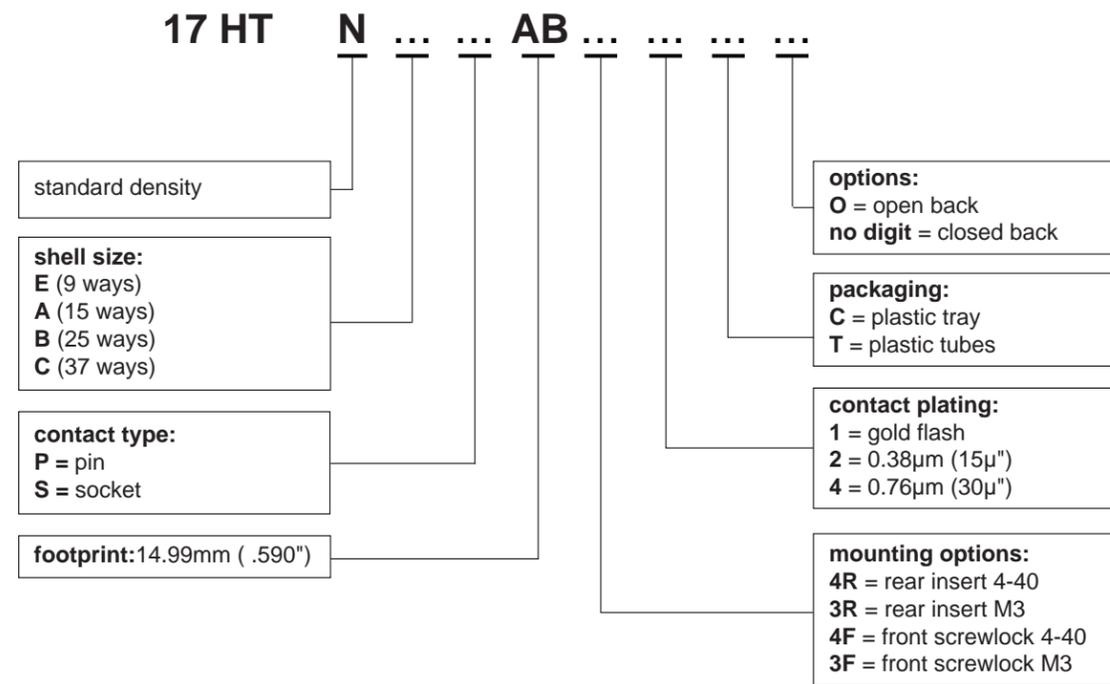 17 HT N ... ... AB ... ... ... ...
standard density
shell size:
E (9 ways)
A (15 ways)
B (25 ways)
C (37 ways)
contact type:
P = pin
S = socket
footprint:14.99mm ( .590")
options:
O = open back
no digit = closed back
packaging:
C = plastic tray
T = plastic tubes
contact plating:
1 = gold flash
2 = 0.38µm (15µ")
4 = 0.76µm (30µ")
mounting options:
4R = rear insert 4-40
3R = rear insert M3
4F = front screwlock 4-40
3F = front screwlock M3